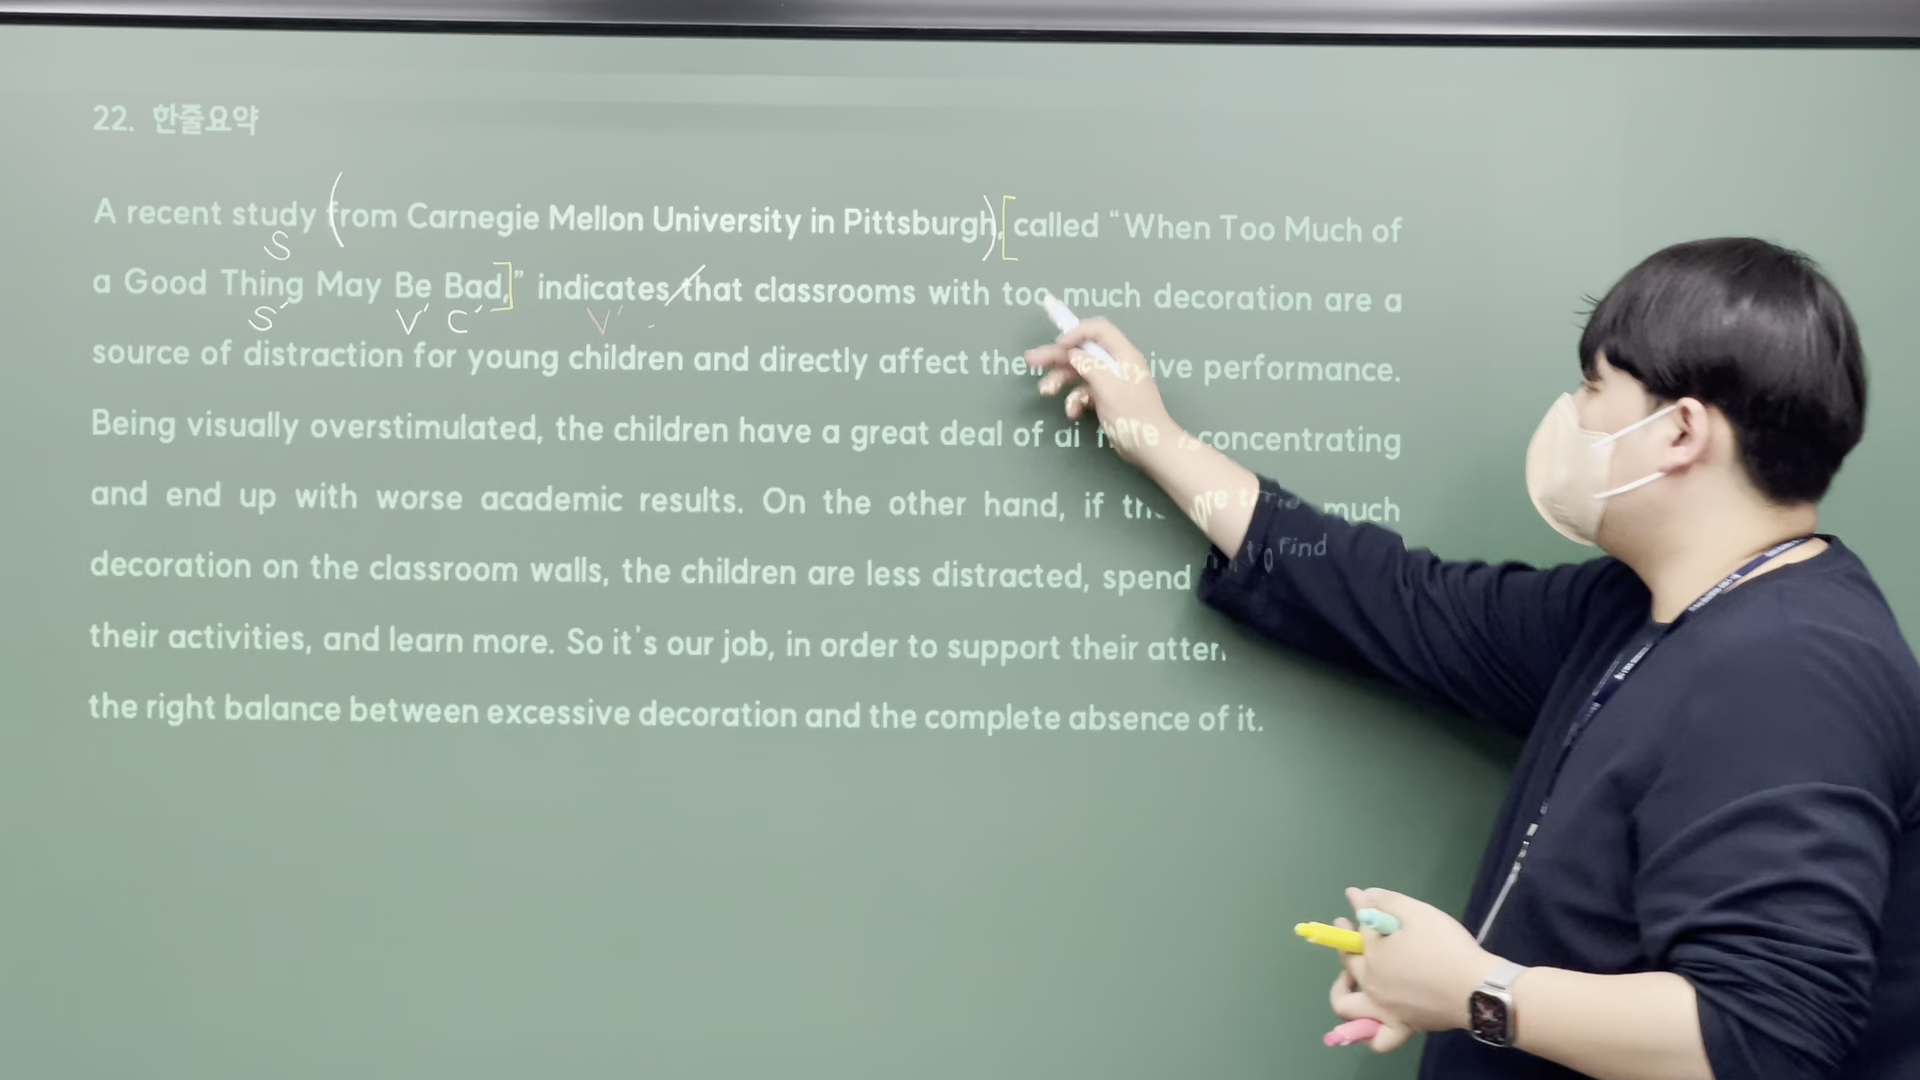 22. 한줄요약
A recent study (from Carnegie Mellon University in Pittsburgh), [called “When Too Much of
S
a Good Thing May Be Bad,]” indicates / that classrooms with too much decoration are a
S' V' C' V'
source of distraction for young children and directly affect their performance.
Being visually overstimulated, the children have a great deal of concentrating
and end up with worse academic results. On the other hand, if much
decoration on the classroom walls, the children are less distracted, spend find
their activities, and learn more. So it's our job, in order to support their
the right balance between excessive decoration and the complete absence of it.